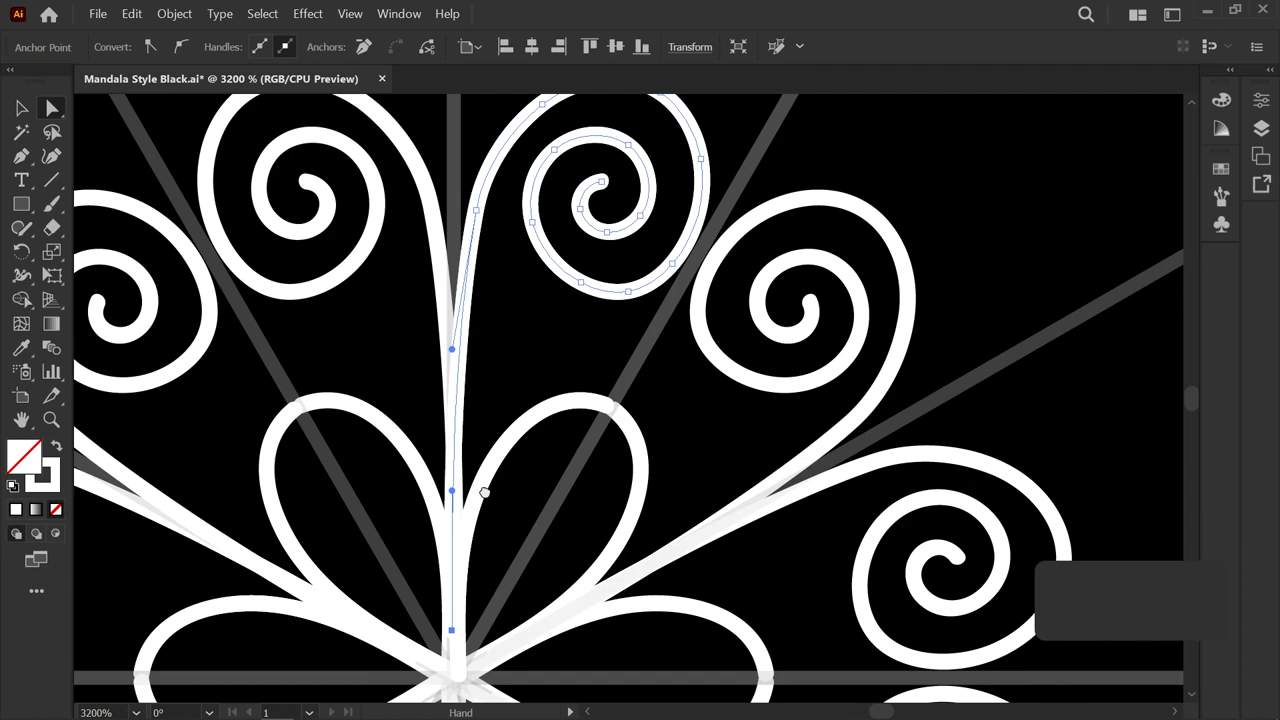 Ai File Edit Object Type Select Effect View Window Help
Anchor Point Convert: Handles: Anchors: Transform
Mandala Style Black.ai* @ 3200 % (RGB/CPU Preview)
T
3200% 0° 1 Hand